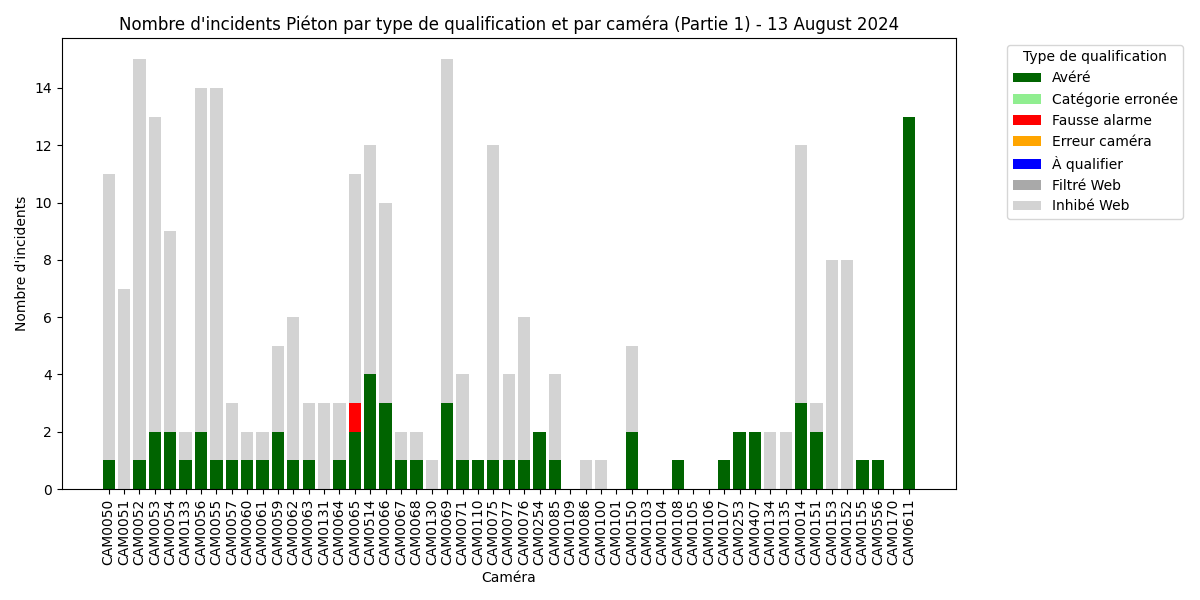 Nombre d'incidents Piéton par type de qualification et par caméra (Partie 1) - 13 August 2024
Type de qualification
Avéré
Catégorie erronée
Fausse alarme
Erreur caméra
À qualifier
Filtré Web
Inhibé Web
Nombre d'incidents
14
12
10
8
6
4
2
0
CAM0050
CAM0051
CAM0052
CAM0053
CAM0054
CAM0133
CAM0056
CAM0055
CAM0057
CAM0060
CAM0061
CAM0059
CAM0062
CAM0063
CAM0131
CAM0064
CAM0065
CAM0514
CAM0066
CAM0067
CAM0068
CAM0130
CAM0069
CAM0071
CAM0110
CAM0075
CAM0077
CAM0076
CAM0254
CAM0085
CAM0109
CAM0086
CAM0100
CAM0101
CAM0150
CAM0103
CAM0104
CAM0108
CAM0105
CAM0106
CAM0107
CAM0253
CAM0407
CAM0134
CAM0135
CAM0014
CAM0151
CAM0153
CAM0152
CAM0155
CAM0556
CAM0170
CAM0611
Caméra